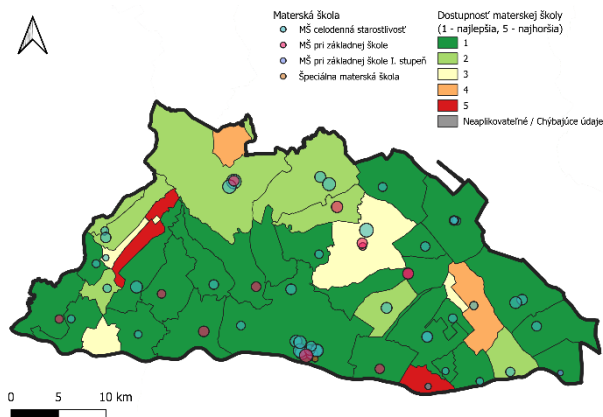 Materská škola
MŠ celodenná starostlivosť
MŠ pri základnej škole
MŠ pri základnej škole I. stupeň
Špeciálna materská škola
Dostupnosť materskej školy
(1 - najlepšia, 5 - najhoršia)
1
2
3
4
5
Neaplikovateľné / Chýbajúce údaje
0 5 10 km